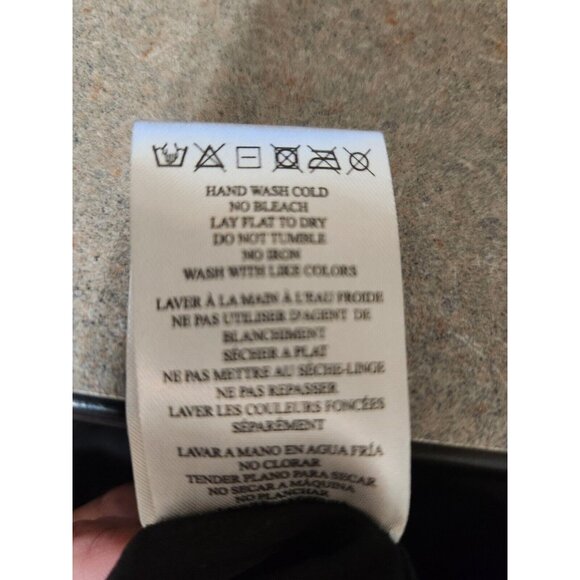 HAND WASH COLD
NO BLEACH
LAY FLAT TO DRY
DO NOT TUMBLE
NO IRON
WASH WITH LIKE COLORS
LAVER À LA MAIN À L'EAU FROIDE
NE PAS UTILISER D'AGENT DE
BLANCHIMENT
SÉCHER A PLAT
NE PAS METTRE AU SÈCHE-LINGE
NE PAS REPASSER
LAVER LES COULEURS FONCÉES
SÉPARÉMENT
LAVAR A MANO EN AGUA FRÍA
NO CLORAR
TENDER PLANO PARA SECAR
NO SECAR A MÁQUINA
NO PLANCHAR